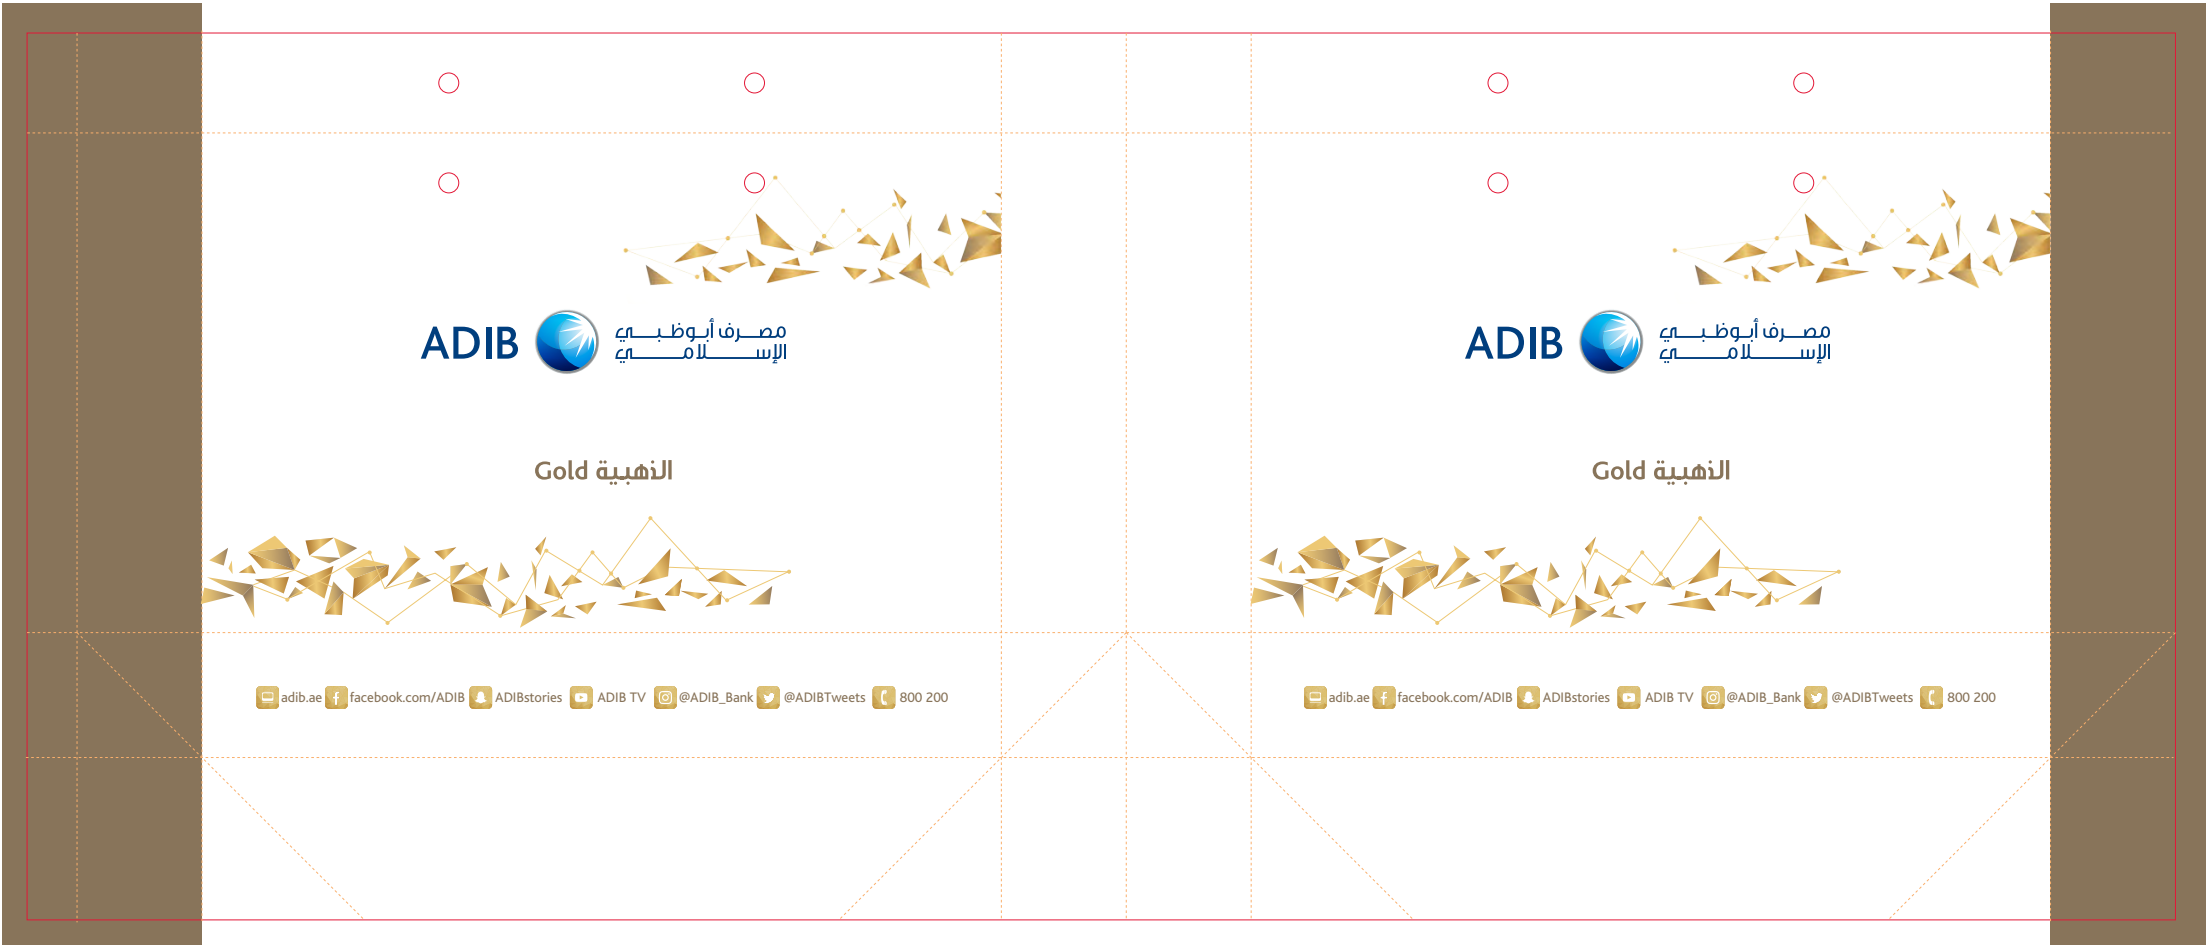 ADIB
مصرف أبوظبي
الإسلامي
Gold الذهبية
adib.ae facebook.com/ADIB ADIBstories ADIB TV @ADIB_Bank @ADIBTweets 800 200
ADIB
مصرف أبوظبي
الإسلامي
Gold الذهبية
adib.ae facebook.com/ADIB ADIBstories ADIB TV @ADIB_Bank @ADIBTweets 800 200